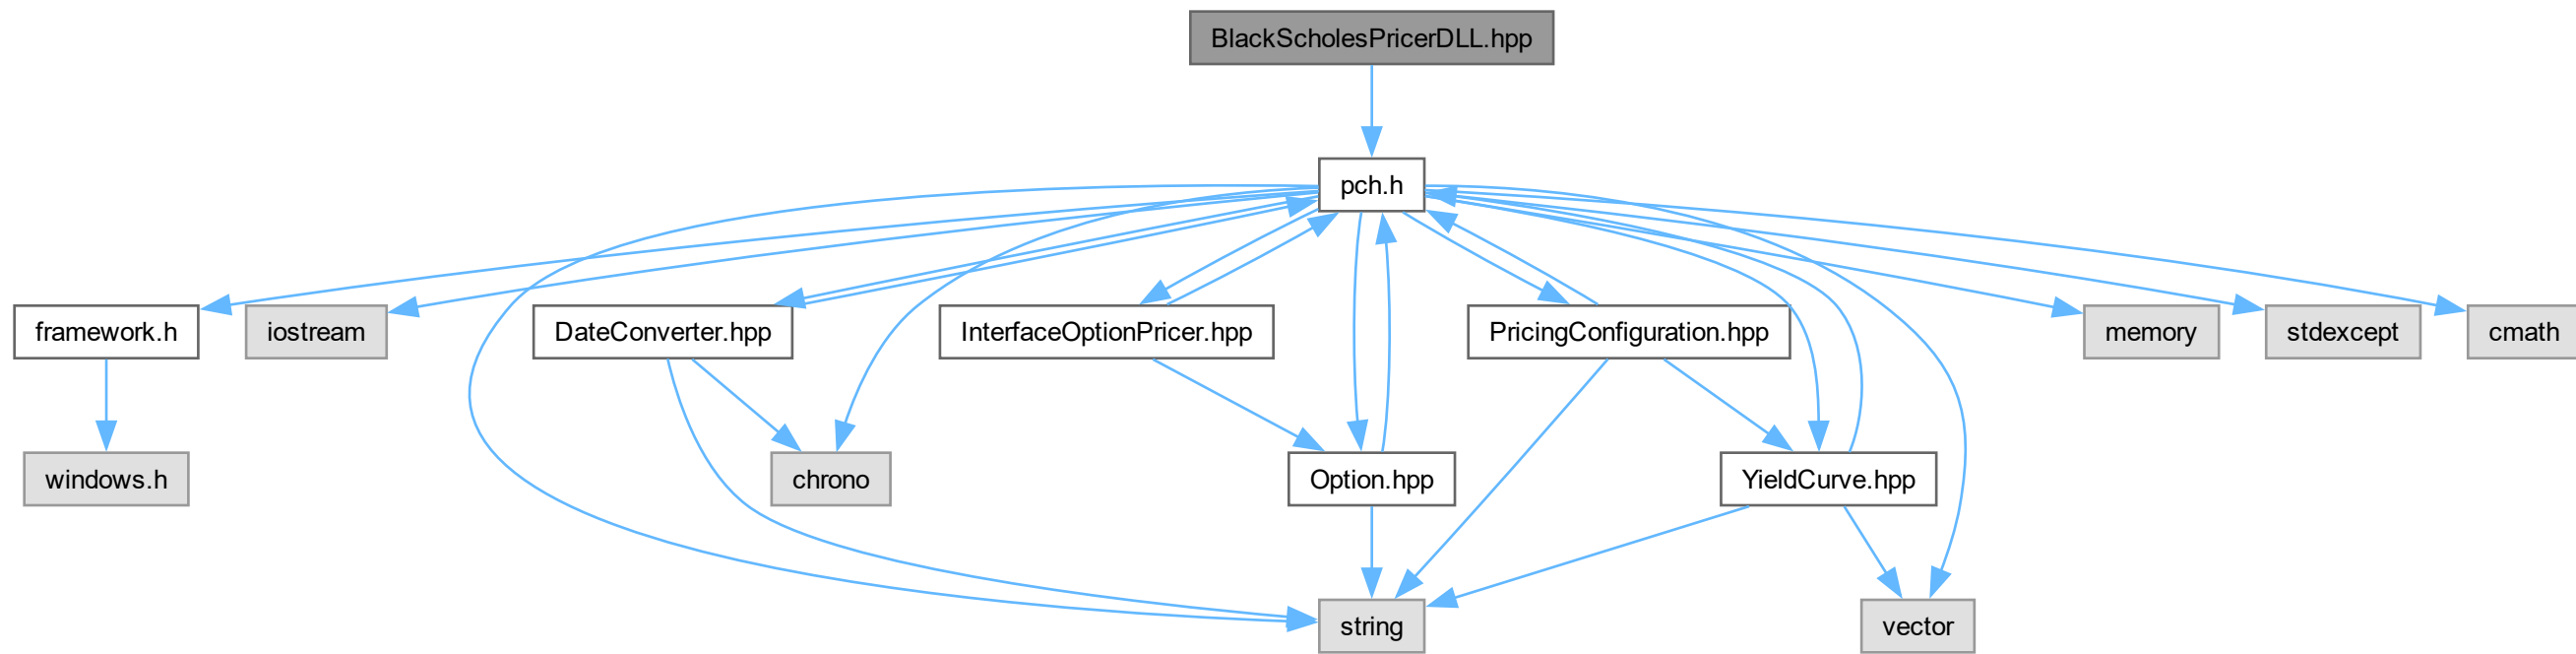 BlackScholesPricerDLL.hpp
pch.h
framework.h
iostream
DateConverter.hpp
InterfaceOptionPricer.hpp
PricingConfiguration.hpp
memory
stdexcept
cmath
windows.h
chrono
Option.hpp
YieldCurve.hpp
string
vector